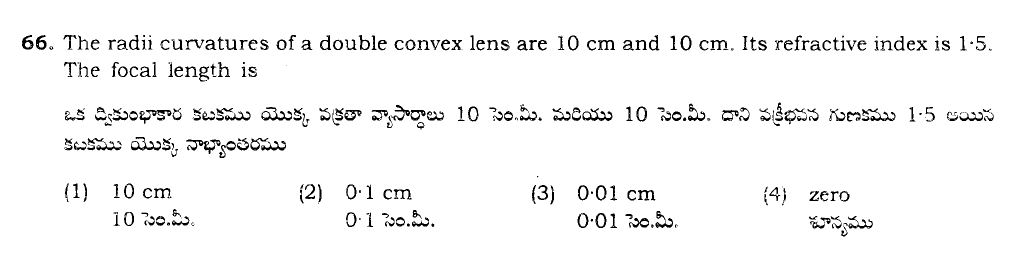 66. The radii curvatures of a double convex lens are 10 cm and 10 cm. Its refractive index is 1·5.
The focal length is
ఒక ద్వికుంభాకార కటకము యొక్క వక్రతా వ్యాసార్ధాలు 10 సెం.మీ. మరియు 10 సెం.మీ. దాని వక్రీభవన గుణకము 1·5 అయిన
కటకము యొక్క నాభ్యాంతరము
(1) 10 cm (2) 0·1 cm (3) 0·01 cm (4) zero
10 సెం.మీ. 0·1 సెం.మీ. 0·01 సెం.మీ. శూన్యము